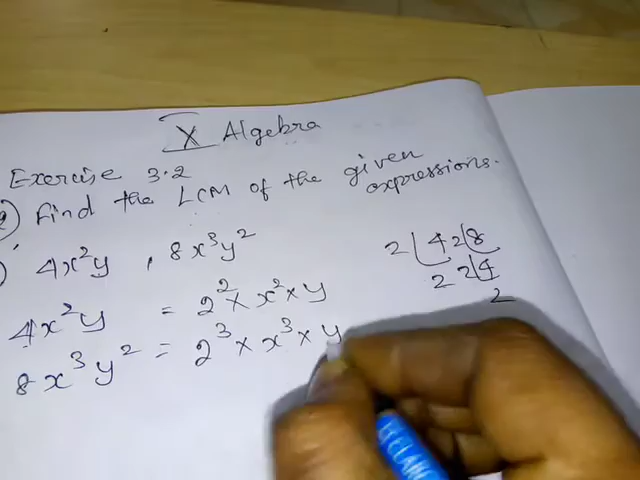 X Algebra
Exercise 3.2
Find the LCM of the given expressions.
4x²y , 8x³y²
4x²y = 2² × x² × y
8x³y² = 2³ × x³ × y
2 4 2 8
2 2 4
2